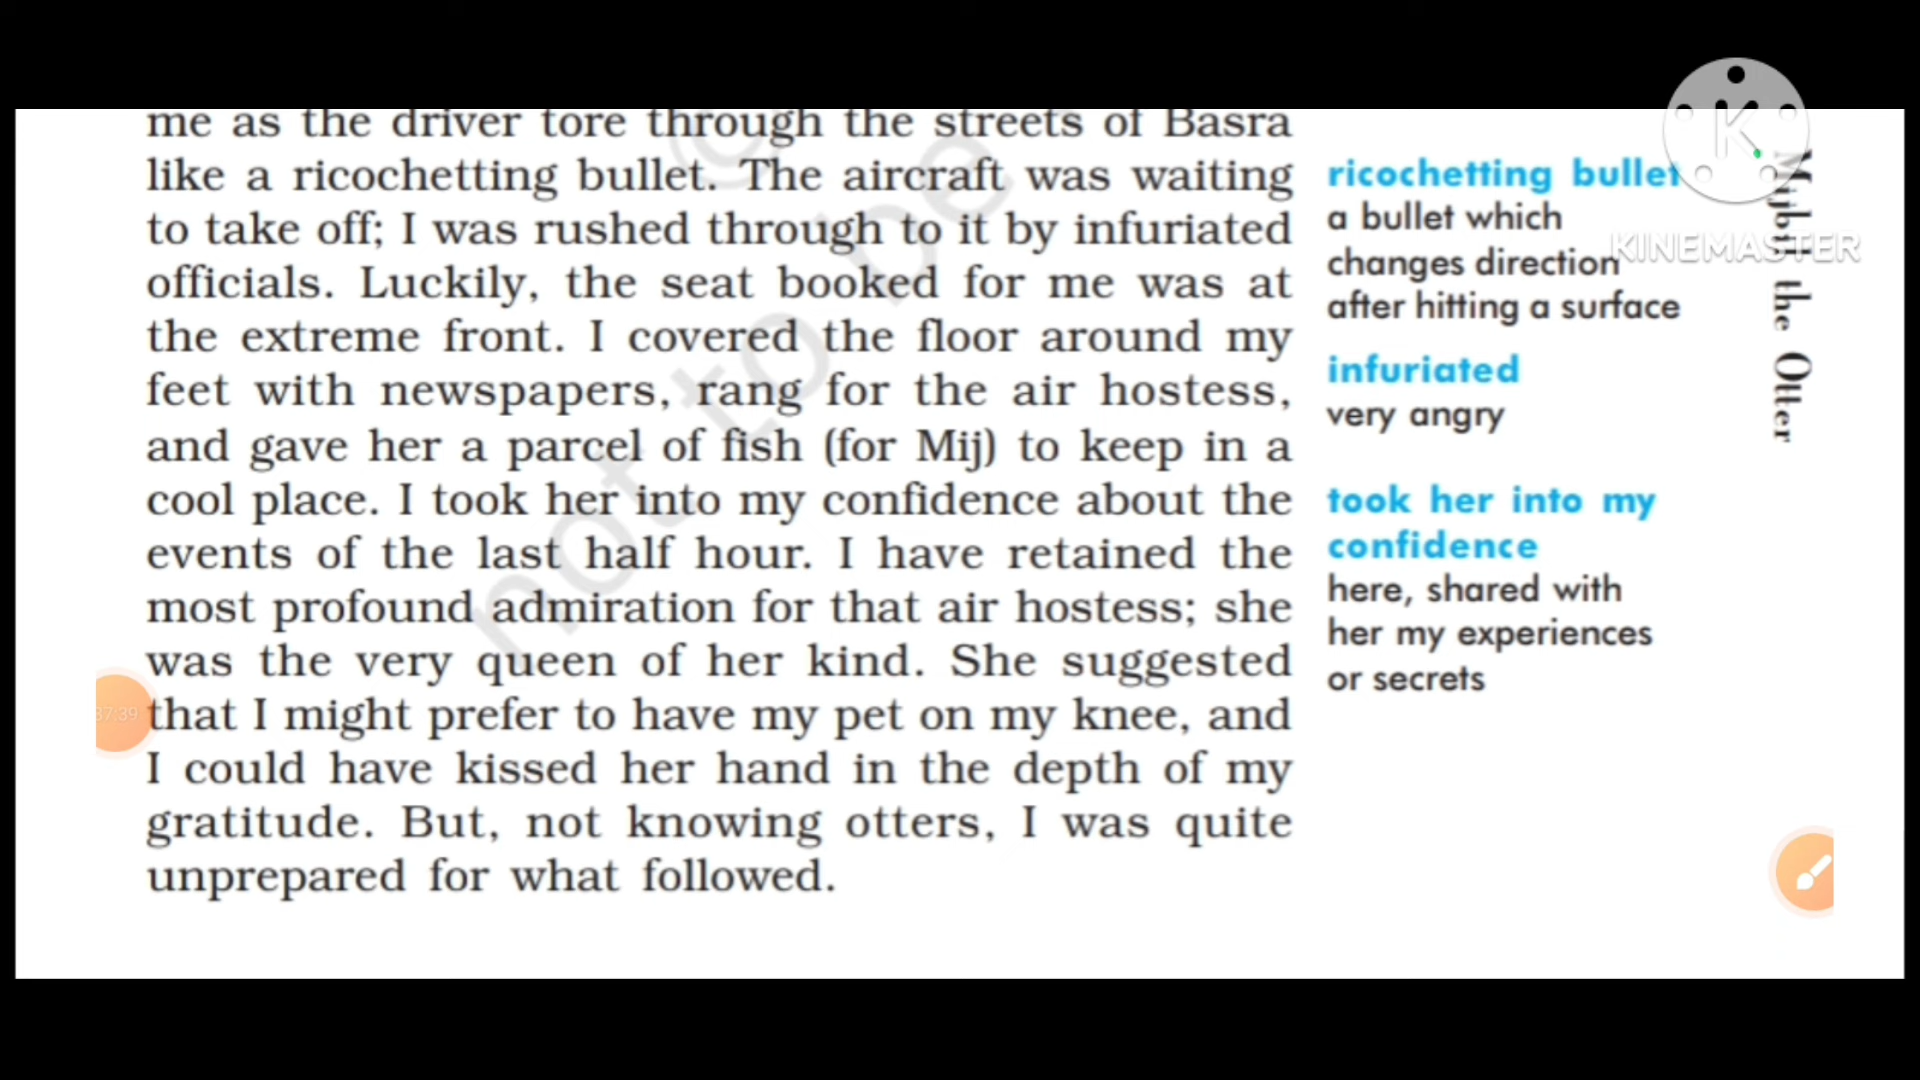 me as the driver tore through the streets of Basra
like a ricochetting bullet. The aircraft was waiting
to take off; I was rushed through to it by infuriated
officials. Luckily, the seat booked for me was at
the extreme front. I covered the floor around my
feet with newspapers, rang for the air hostess,
and gave her a parcel of fish (for Mij) to keep in a
cool place. I took her into my confidence about the
events of the last half hour. I have retained the
most profound admiration for that air hostess; she
was the very queen of her kind. She suggested
that I might prefer to have my pet on my knee, and
I could have kissed her hand in the depth of my
gratitude. But, not knowing otters, I was quite
unprepared for what followed.
ricochetting bullet
a bullet which
changes direction
after hitting a surface
infuriated
very angry
took her into my
confidence
here, shared with
her my experiences
or secrets
Mijbil the Otter
K
KINEMASTER
37:39
©
not to be